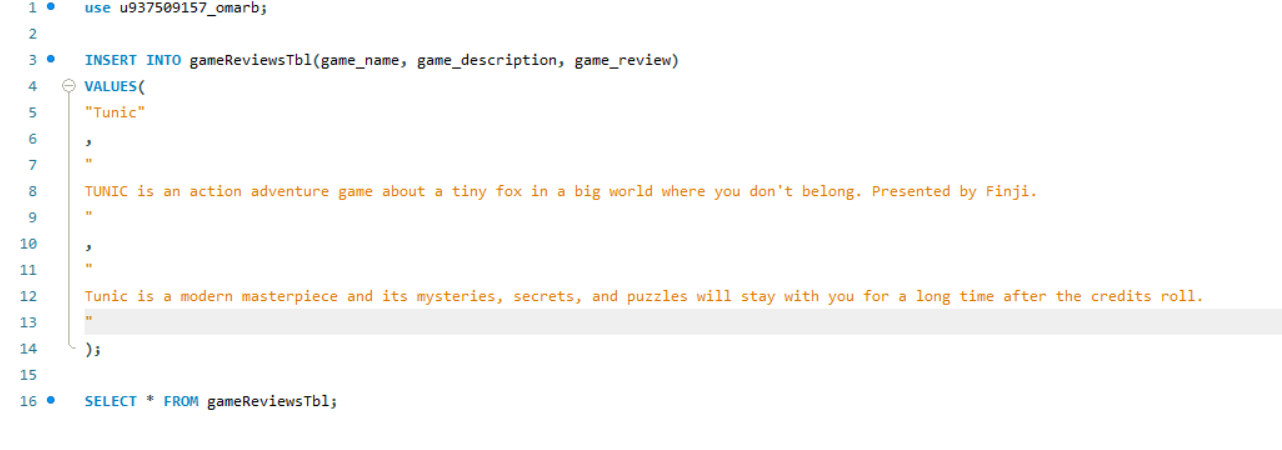 1 use u937509157_omarb;
2
3 INSERT INTO gameReviewsTbl(game_name, game_description, game_review)
4 VALUES(
5 "Tunic"
6 ,
7 "
8 TUNIC is an action adventure game about a tiny fox in a big world where you don't belong. Presented by Finji.
9 "
10 ,
11 "
12 Tunic is a modern masterpiece and its mysteries, secrets, and puzzles will stay with you for a long time after the credits roll.
13 "
14 );
15
16 SELECT * FROM gameReviewsTbl;